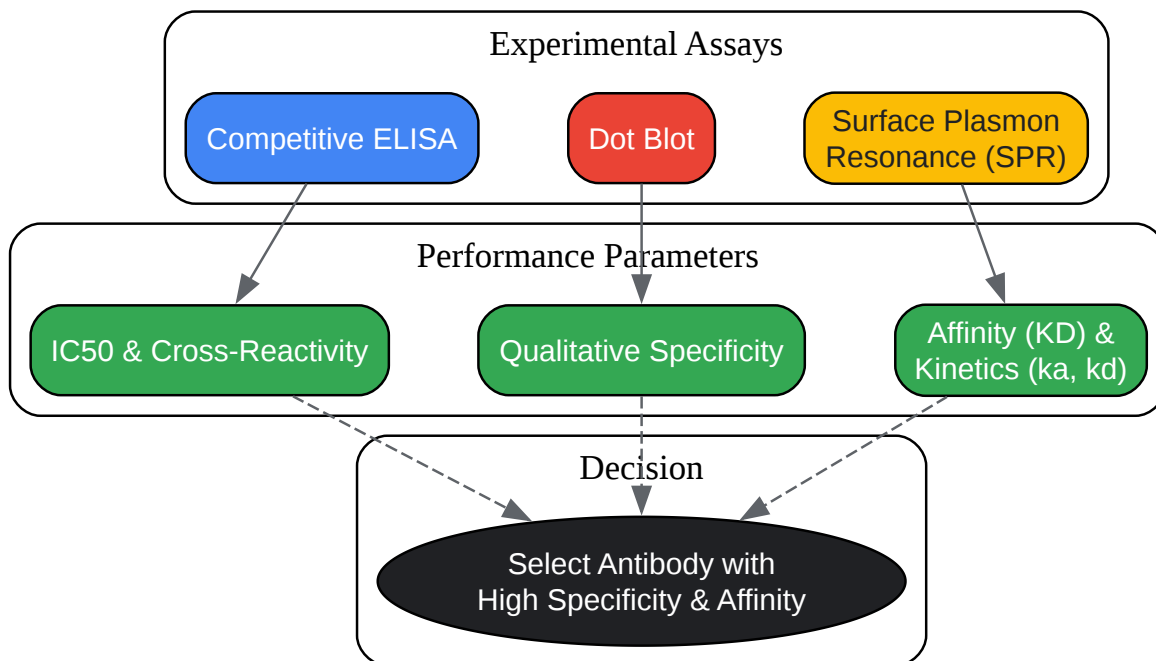 Experimental Assays
Competitive ELISA
Dot Blot
Surface Plasmon
Resonance (SPR)
Performance Parameters
IC50 & Cross-Reactivity
Qualitative Specificity
Affinity (KD) &
Kinetics (ka, kd)
Decision
Select Antibody with
High Specificity & Affinity